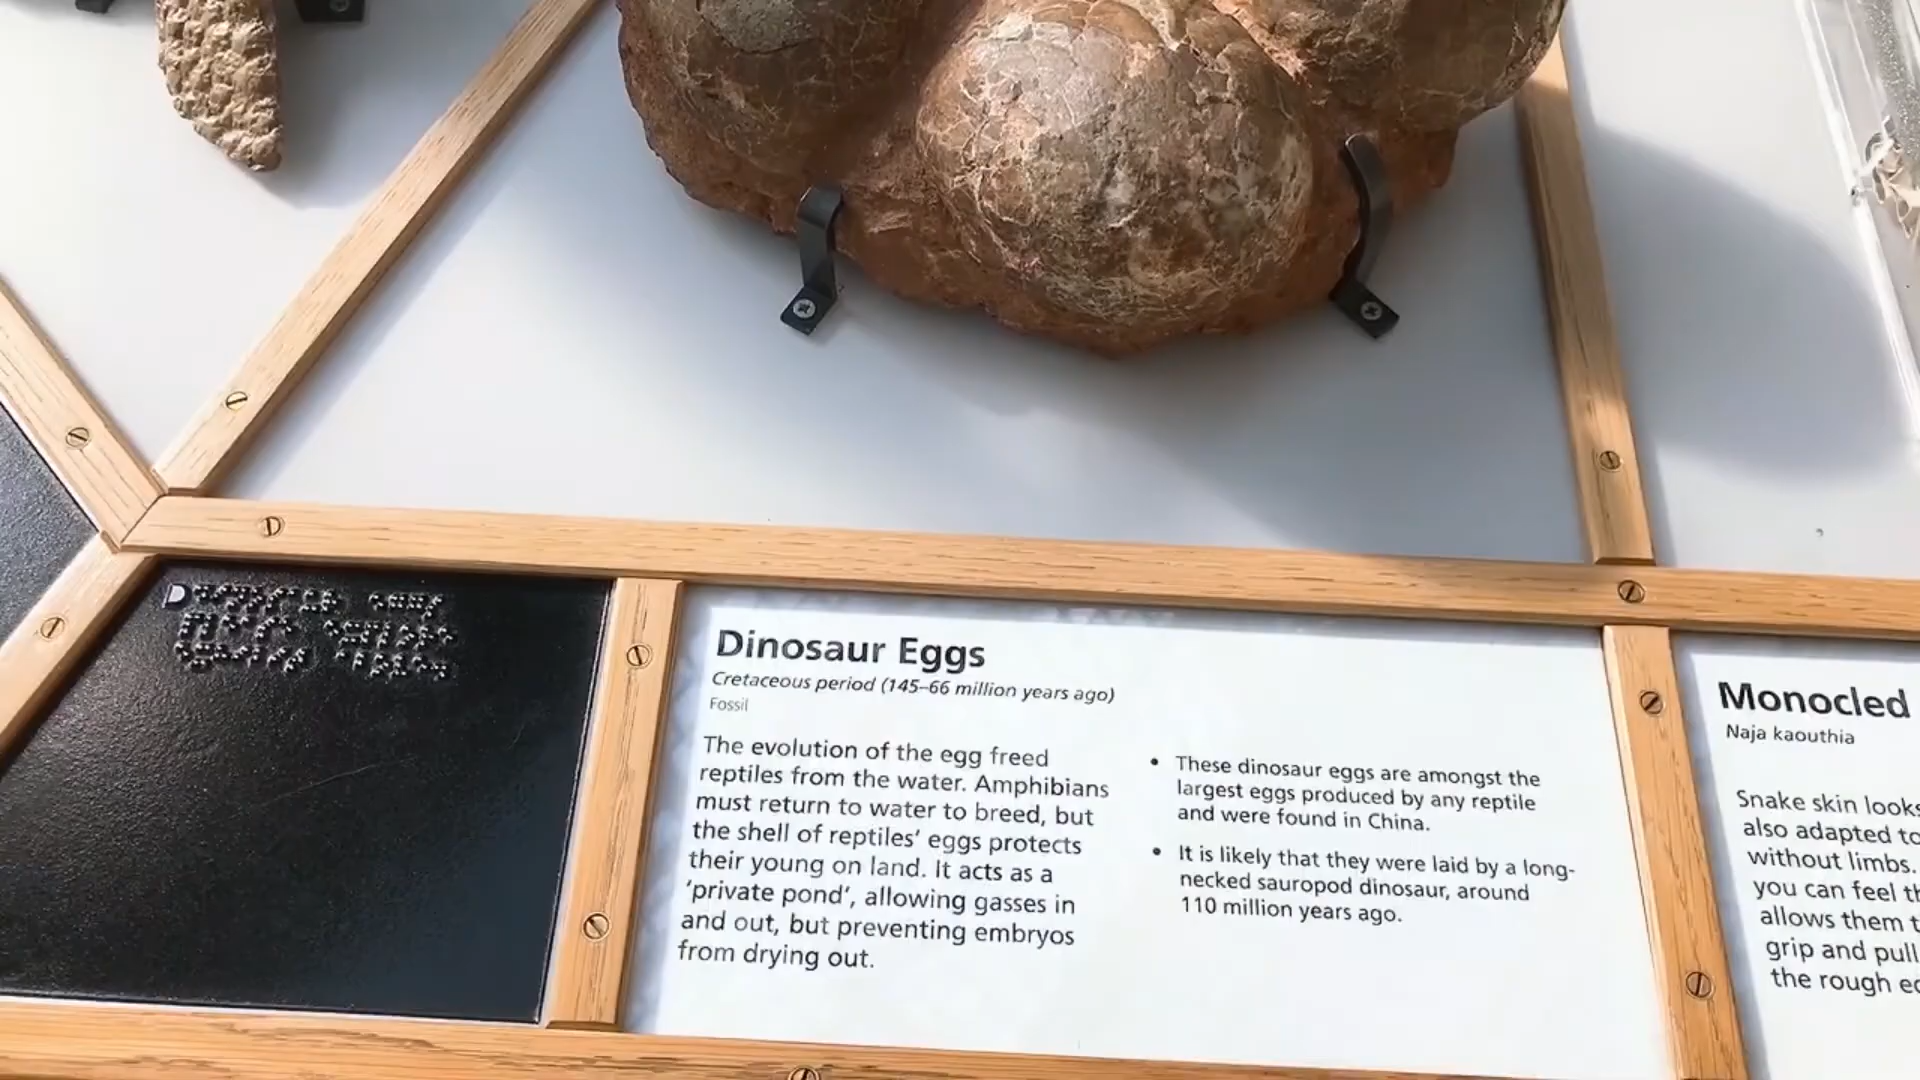 Dinosaur Eggs
Cretaceous period (145–66 million years ago)
Fossil
The evolution of the egg freed
reptiles from the water. Amphibians
must return to water to breed, but
the shell of reptiles' eggs protects
their young on land. It acts as a
'private pond', allowing gasses in
and out, but preventing embryos
from drying out.
• These dinosaur eggs are amongst the
largest eggs produced by any reptile
and were found in China.
• It is likely that they were laid by a long-
necked sauropod dinosaur, around
110 million years ago.
Monocled
Naja kaouthia
Snake skin looks
also adapted to
without limbs.
you can feel
allows them
grip and pull
the rough